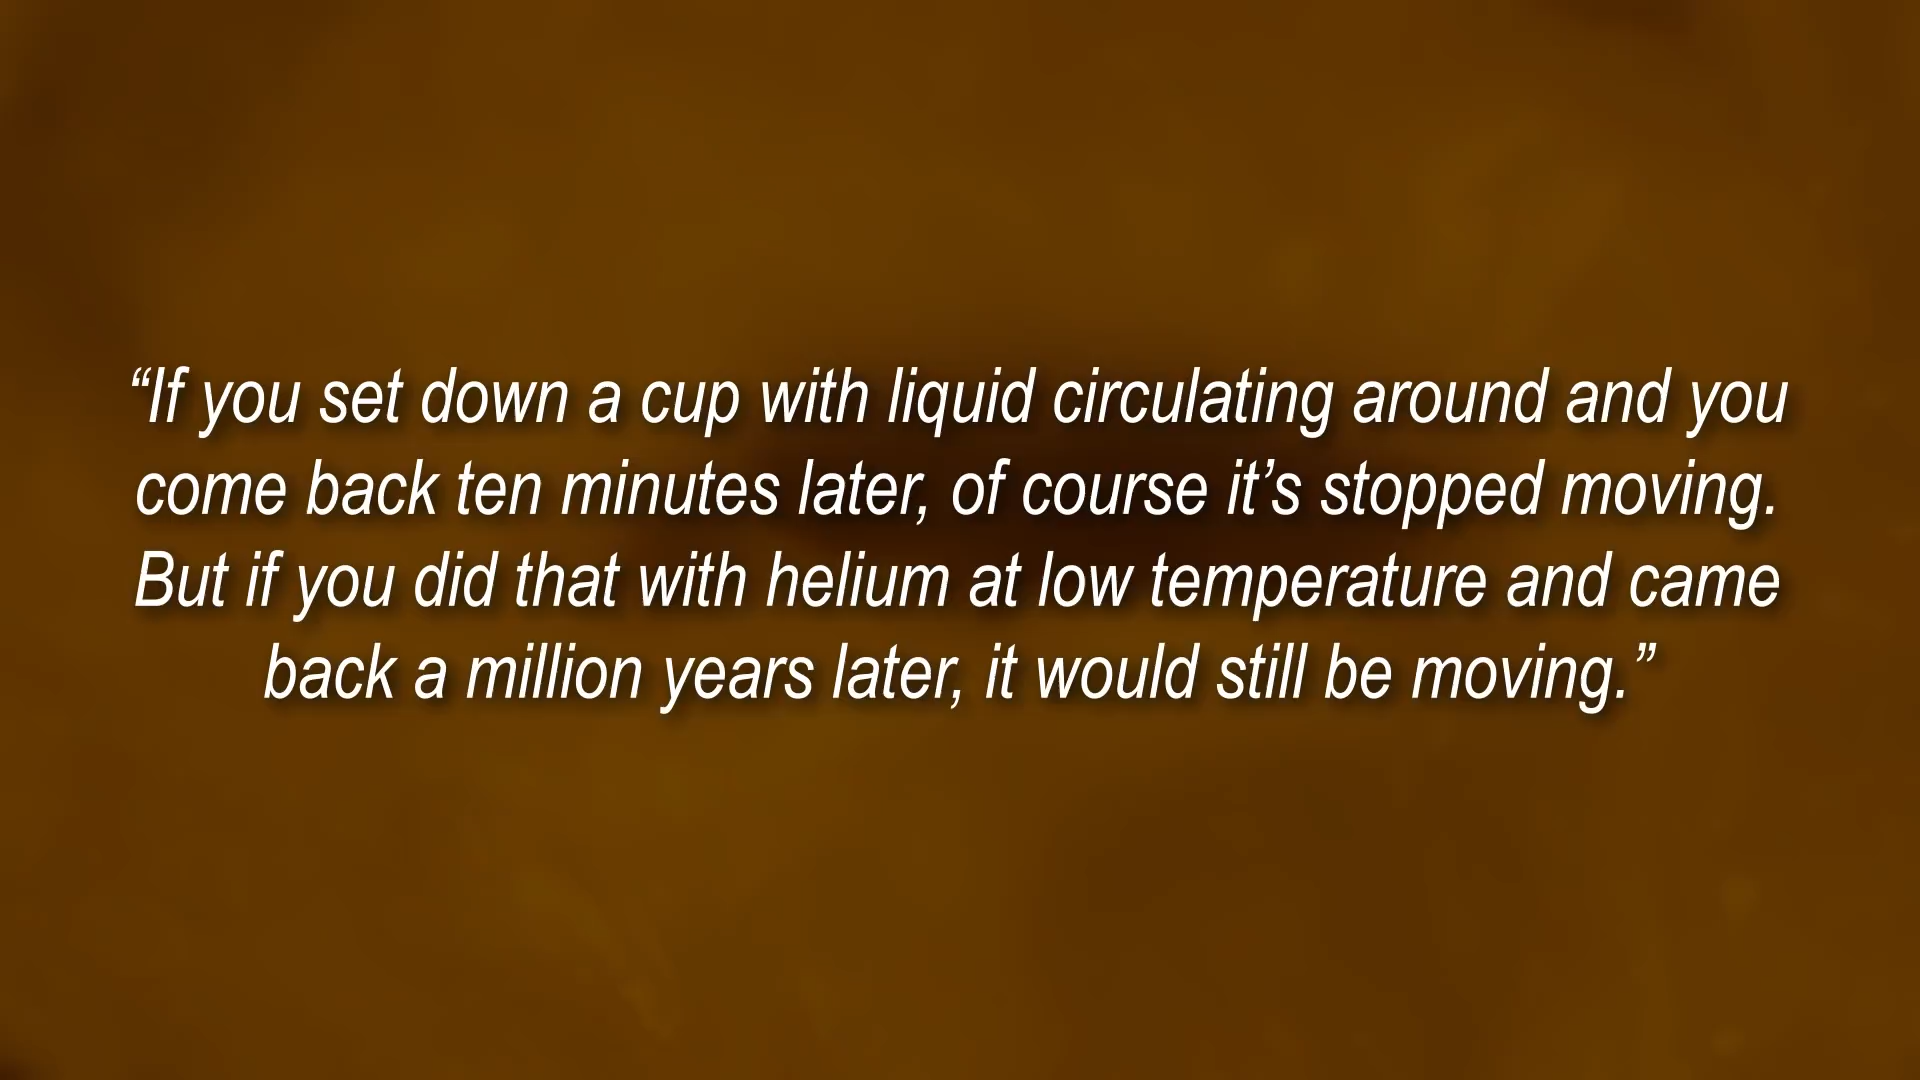 “If you set down a cup with liquid circulating around and you
come back ten minutes later, of course it’s stopped moving.
But if you did that with helium at low temperature and came
back a million years later, it would still be moving.”